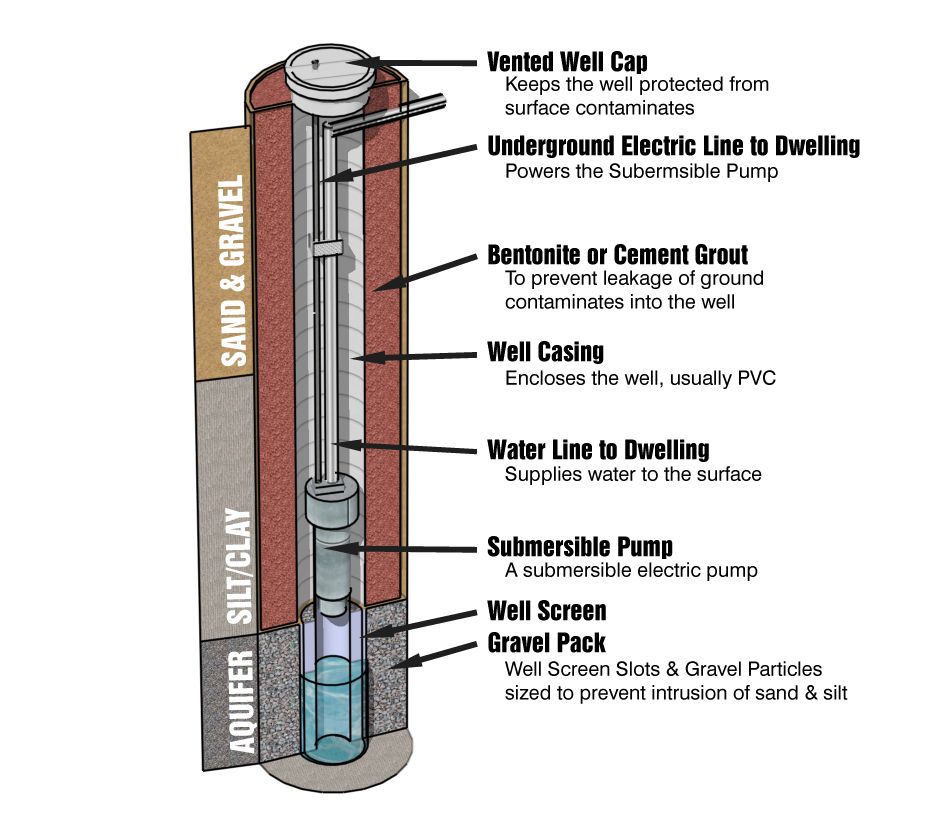 Vented Well Cap
Keeps the well protected from
surface contaminates
Underground Electric Line to Dwelling
Powers the Subermsible Pump
Bentonite or Cement Grout
To prevent leakage of ground
contaminates into the well
Well Casing
Encloses the well, usually PVC
Water Line to Dwelling
Supplies water to the surface
Submersible Pump
A submersible electric pump
Well Screen
Gravel Pack
Well Screen Slots & Gravel Particles
sized to prevent intrusion of sand & silt
SAND & GRAVEL
SILT/CLAY
AQUIFER